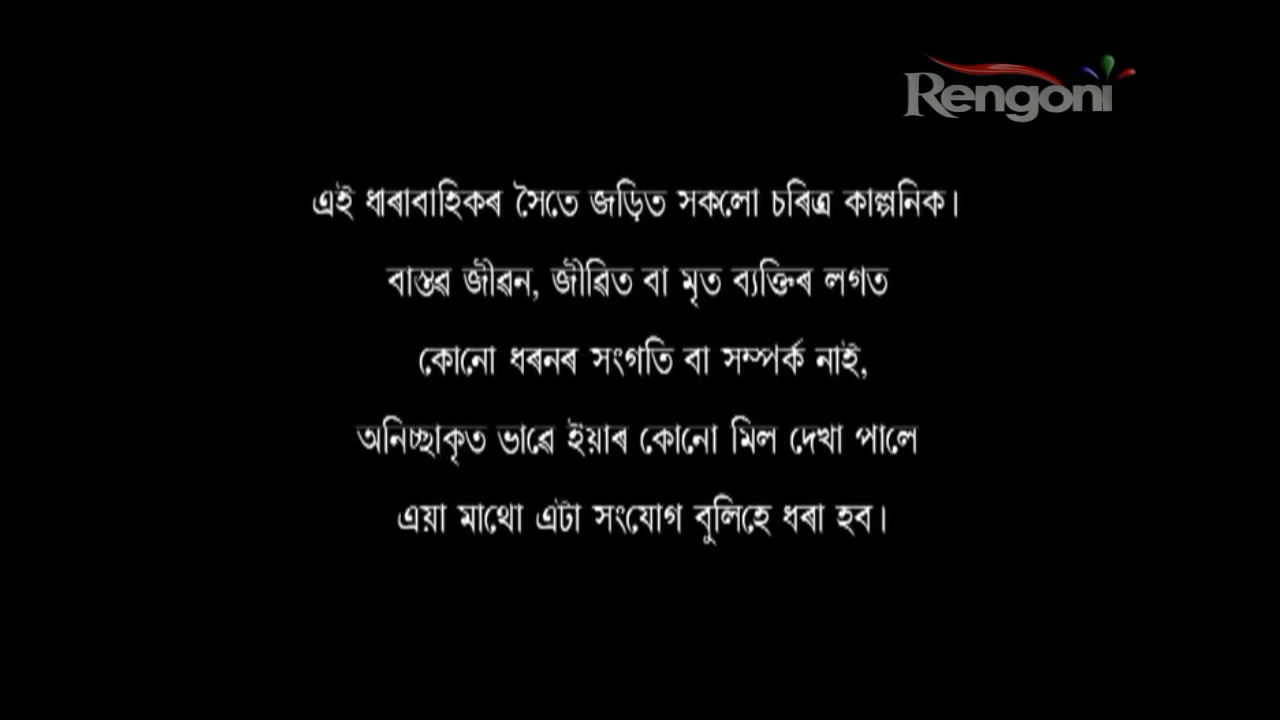 Rengoni
এই ধাৰাবাহিকৰ সৈতে জড়িত সকলো চৰিত্ৰ কাল্পনিক।
বাস্তৱ জীৱন, জীৱিত বা মৃত ব্যক্তিৰ লগত
কোনো ধৰনৰ সংগতি বা সম্পৰ্ক নাই,
অনিচ্ছাকৃত ভাৱে ইয়াৰ কোনো মিল দেখা পালে
এয়া মাথো এটা সংযোগ বুলিহে ধৰা হব।